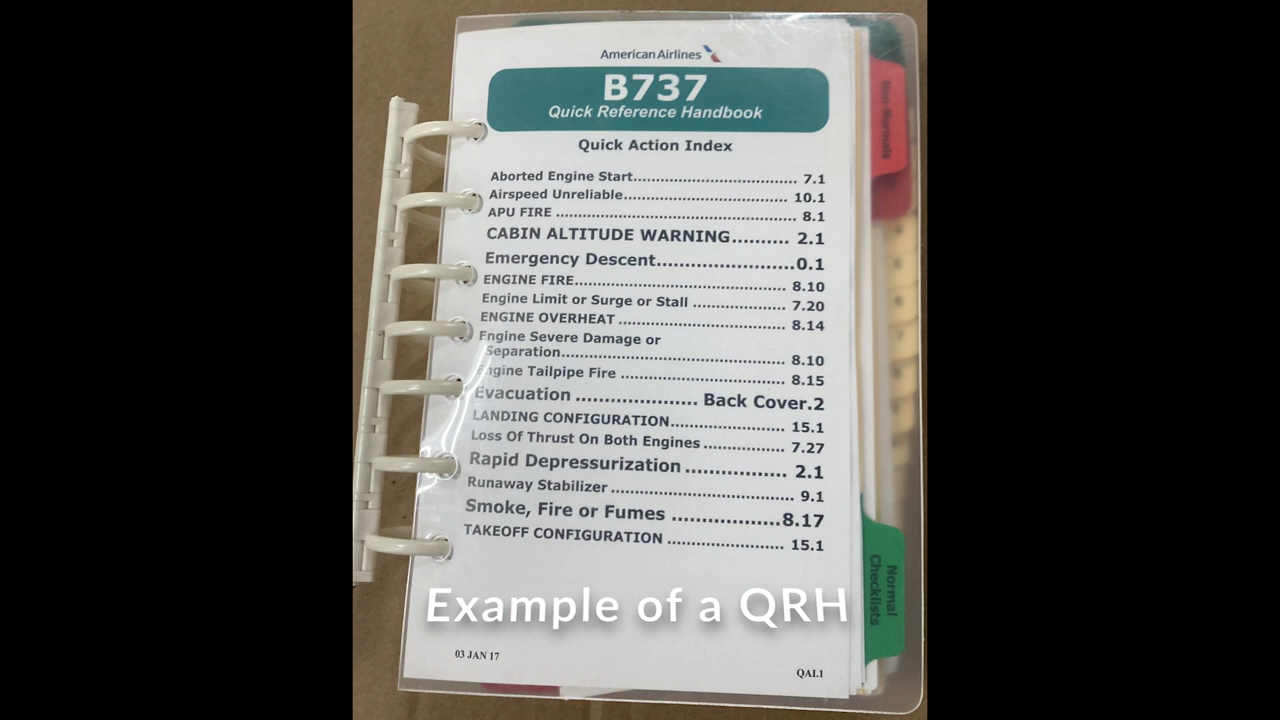 American Airlines
B737
Quick Reference Handbook
Quick Action Index
Aborted Engine Start........................................ 7.1
Airspeed Unreliable........................................ 10.1
APU FIRE .......................................................... 8.1
CABIN ALTITUDE WARNING.......... 2.1
Emergency Descent.......................0.1
ENGINE FIRE.................................................... 8.10
Engine Limit or Surge or Stall ...................... 7.20
ENGINE OVERHEAT ........................................ 8.14
Engine Severe Damage or
Separation...................................................... 8.10
Engine Tailpipe Fire ........................................ 8.15
Evacuation ..................... Back Cover.2
LANDING CONFIGURATION........................... 15.1
Loss Of Thrust On Both Engines................... 7.27
Rapid Depressurization ................. 2.1
Runaway Stabilizer ........................................... 9.1
Smoke, Fire or Fumes ..................8.17
TAKEOFF CONFIGURATION ........................... 15.1
Example of a QRH
03 JAN 17
QAI.1
Non-Normals
Normal
Checklists